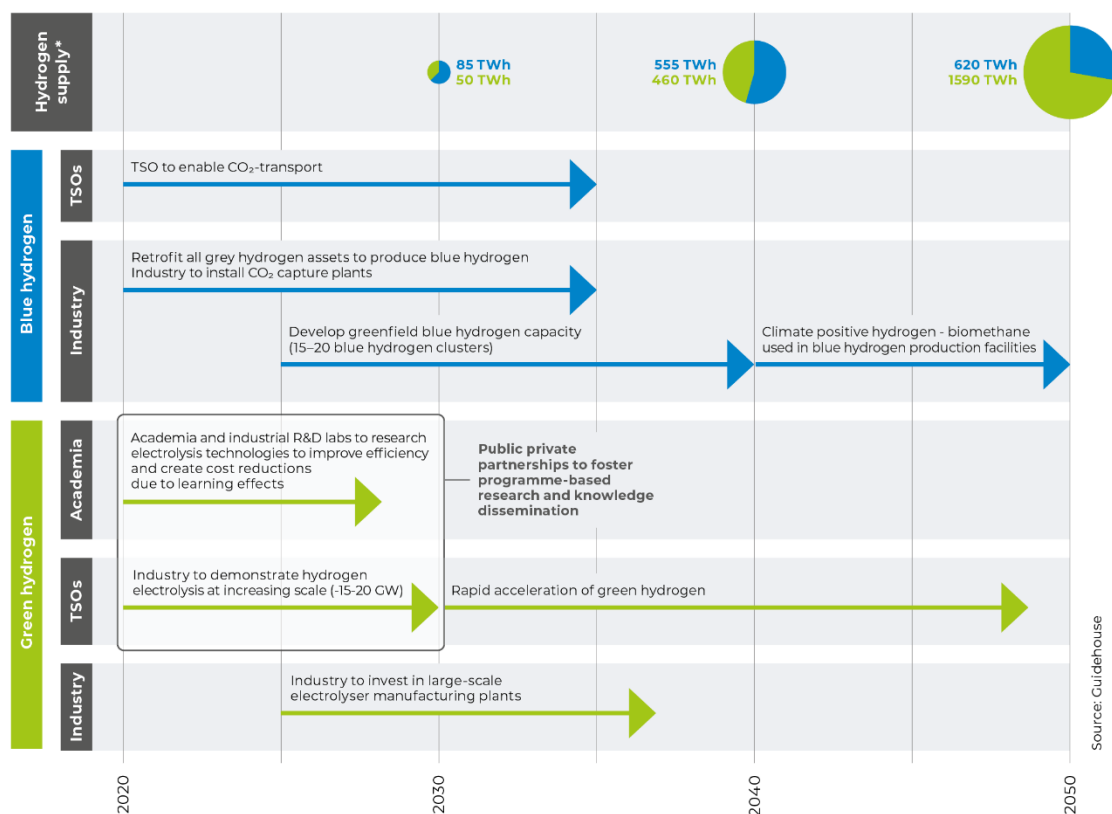 Hydrogen
supply*
85 TWh
50 TWh
555 TWh
460 TWh
620 TWh
1590 TWh
Blue hydrogen
TSOs
TSO to enable CO₂-transport
Industry
Retrofit all grey hydrogen assets to produce blue hydrogen
Industry to install CO₂ capture plants
Develop greenfield blue hydrogen capacity
(15–20 blue hydrogen clusters)
Climate positive hydrogen - biomethane
used in blue hydrogen production facilities
Green hydrogen
Academia
Academia and industrial R&D labs to research
electrolysis technologies to improve efficiency
and create cost reductions
due to learning effects
Public private
partnerships to foster
programme-based
research and knowledge
dissemination
TSOs
Industry to demonstrate hydrogen
electrolysis at increasing scale (-15-20 GW)
Rapid acceleration of green hydrogen
Industry
Industry to invest in large-scale
electrolyser manufacturing plants
2020
2030
2040
2050
Source: Guidehouse